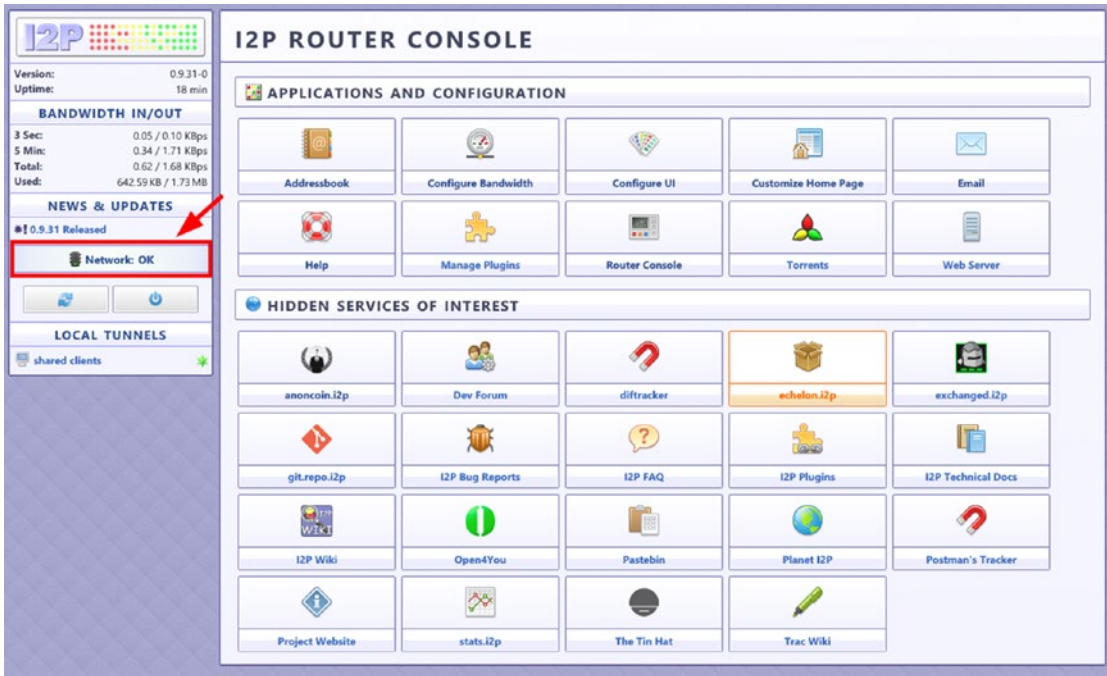 I2P
I2P ROUTER CONSOLE
Version: 0.9.31-0
Uptime: 18 min
BANDWIDTH IN/OUT
3 Sec: 0.05 / 0.10 KBps
5 Min: 0.34 / 1.71 KBps
Total: 0.62 / 1.68 KBps
Used: 642.59 KB / 1.73 MB
NEWS & UPDATES
0.9.31 Released
Network: OK
LOCAL TUNNELS
shared clients
APPLICATIONS AND CONFIGURATION
Addressbook Configure Bandwidth Configure UI Customize Home Page Email
Help Manage Plugins Router Console Torrents Web Server
HIDDEN SERVICES OF INTEREST
anoncoin.i2p Dev Forum diftracker echelon.i2p exchanged.i2p
git.repo.i2p I2P Bug Reports I2P FAQ I2P Plugins I2P Technical Docs
WIKI
I2P Wiki Open4You Pastebin Planet I2P Postman's Tracker
Project Website stats.i2p The Tin Hat Trac Wiki